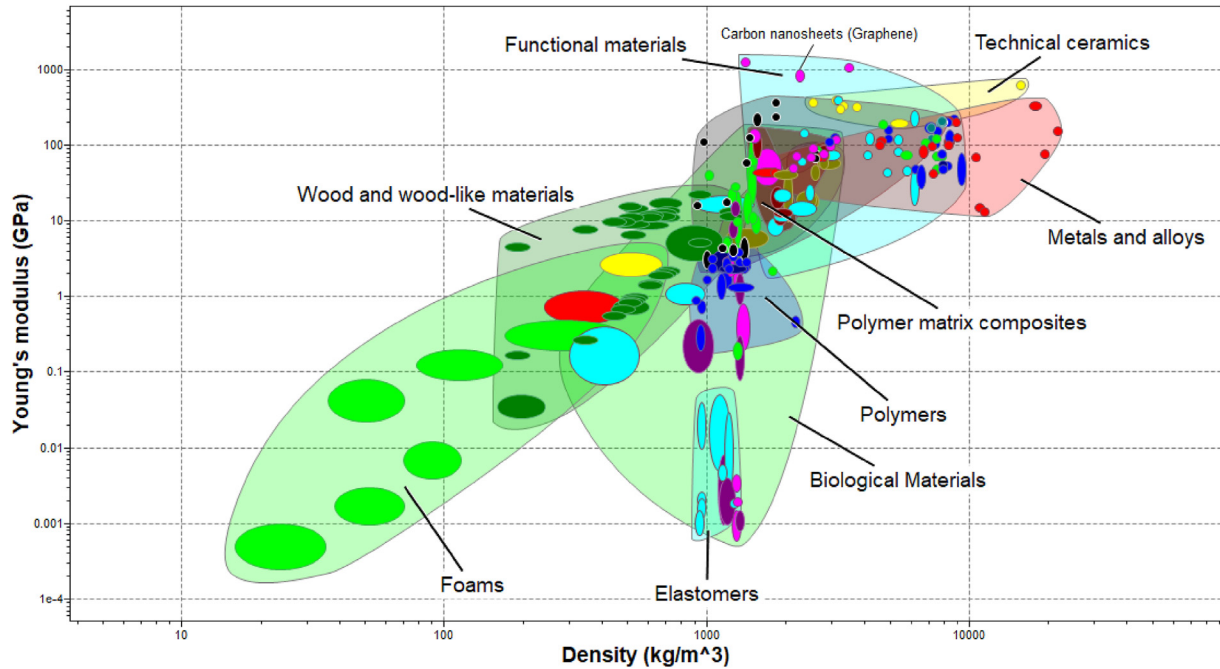 Functional materials
Carbon nanosheets (Graphene)
Technical ceramics
Wood and wood-like materials
Metals and alloys
Polymer matrix composites
Polymers
Biological Materials
Foams
Elastomers
Young's modulus (GPa)
1000
100
10
1
0.1
0.01
0.001
1e-4
10
100
1000
10000
Density (kg/m^3)